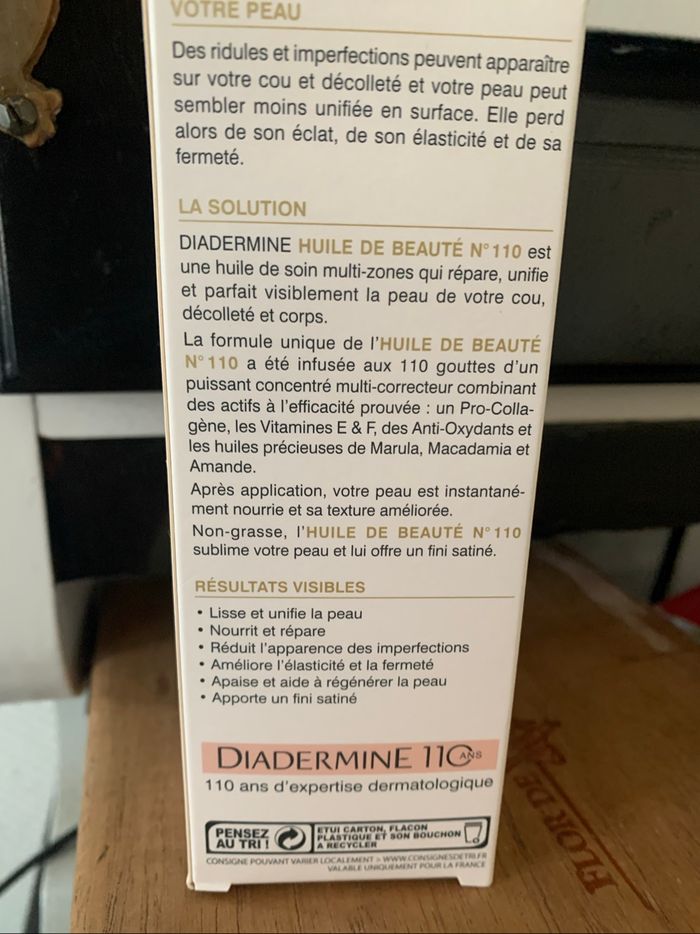 VOTRE PEAU
Des ridules et imperfections peuvent apparaître
sur votre cou et décolleté et votre peau peut
sembler moins unifiée en surface. Elle perd
alors de son éclat, de son élasticité et de sa
fermeté.
LA SOLUTION
DIADERMINE HUILE DE BEAUTÉ N°110 est
une huile de soin multi-zones qui répare, unifie
et parfait visiblement la peau de votre cou,
décolleté et corps.
La formule unique de l'HUILE DE BEAUTÉ
N°110 a été infusée aux 110 gouttes d'un
puissant concentré multi-correcteur combinant
des actifs à l'efficacité prouvée : un Pro-Colla-
gène, les Vitamines E & F, des Anti-Oxydants et
les huiles précieuses de Marula, Macadamia et
Amande.
Après application, votre peau est instantané-
ment nourrie et sa texture améliorée.
Non-grasse, l'HUILE DE BEAUTÉ N°110
sublime votre peau et lui offre un fini satiné.
RÉSULTATS VISIBLES
• Lisse et unifie la peau
• Nourrit et répare
• Réduit l'apparence des imperfections
• Améliore l'élasticité et la fermeté
• Apaise et aide à régénérer la peau
• Apporte un fini satiné
DIADERMINE 110 ANS
110 ans d'expertise dermatologique
PENSEZ
AU TRI !
ETUI CARTON, FLACON
PLASTIQUE ET SON BOUCHON
A RECYCLER
CONSIGNE POUVANT VARIER LOCALEMENT > WWW.CONSIGNESDETRI.FR
VALABLE UNIQUEMENT POUR LA FRANCE
FLOR DE